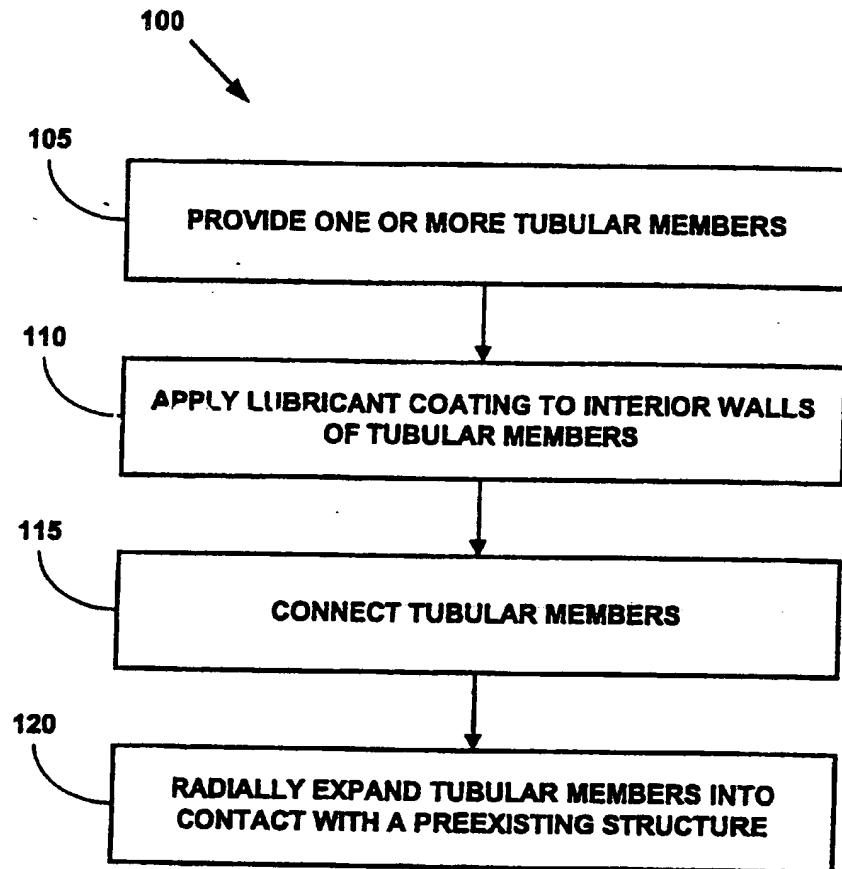 100
105
PROVIDE ONE OR MORE TUBULAR MEMBERS
110
APPLY LUBRICANT COATING TO INTERIOR WALLS
OF TUBULAR MEMBERS
115
CONNECT TUBULAR MEMBERS
120
RADIALLY EXPAND TUBULAR MEMBERS INTO
CONTACT WITH A PREEXISTING STRUCTURE